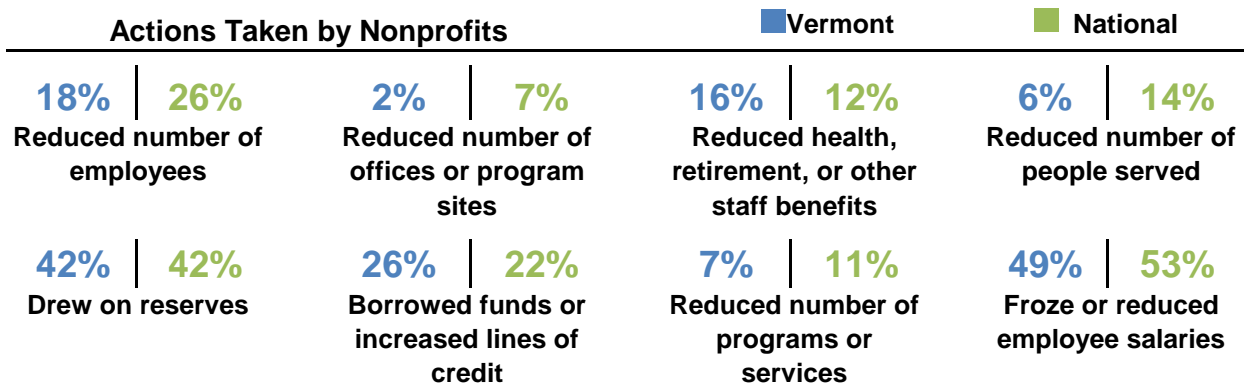 Actions Taken by Nonprofits Vermont National
18% 26% 2% 7% 16% 12% 6% 14%
Reduced number of employees
Reduced number of offices or program sites
Reduced health, retirement, or other staff benefits
Reduced number of people served
42% 42% 26% 22% 7% 11% 49% 53%
Drew on reserves
Borrowed funds or increased lines of credit
Reduced number of programs or services
Froze or reduced employee salaries